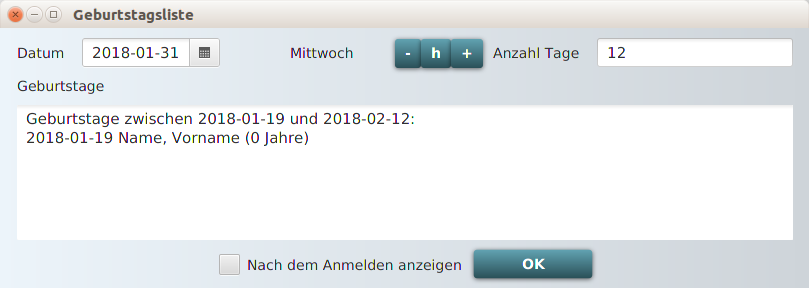 Geburtstagsliste
Datum 2018-01-31 Mittwoch - h + Anzahl Tage 12
Geburtstage
Geburtstage zwischen 2018-01-19 und 2018-02-12:
2018-01-19 Name, Vorname (0 Jahre)
Nach dem Anmelden anzeigen OK